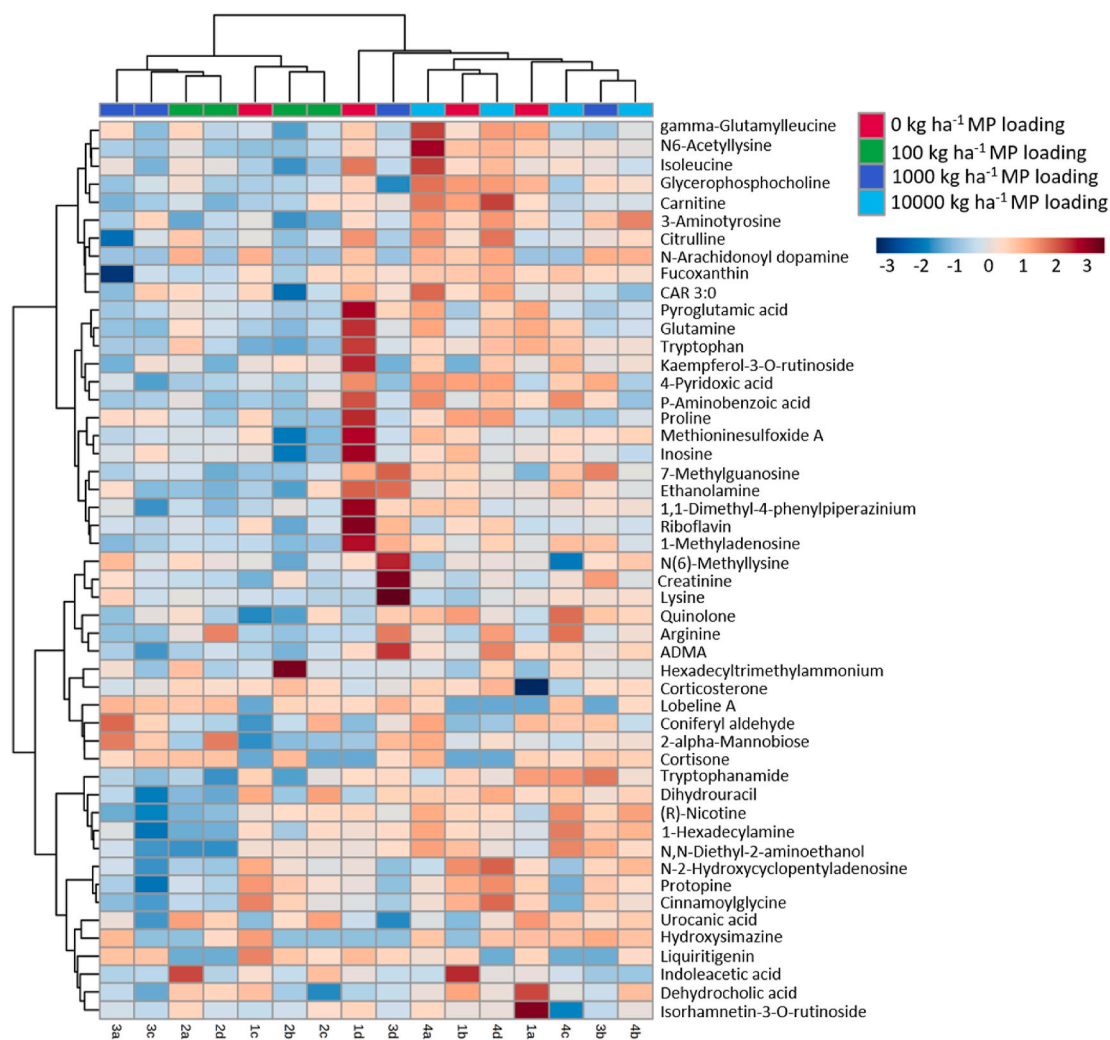 gamma-Glutamylleucine
N6-Acetyllysine
Isoleucine
Glycerophosphocholine
Carnitine
3-Aminotyrosine
Citrulline
N-Arachidonoyl dopamine
Fucoxanthin
CAR 3:0
Pyroglutamic acid
Glutamine
Tryptophan
Kaempferol-3-O-rutinoside
4-Pyridoxic acid
P-Aminobenzoic acid
Proline
Methioninesulfoxide A
Inosine
7-Methylguanosine
Ethanolamine
1,1-Dimethyl-4-phenylpiperazinium
Riboflavin
1-Methyladenosine
N(6)-Methyllysine
Creatinine
Lysine
Quinolone
Arginine
ADMA
Hexadecyltrimethylammonium
Corticosterone
Lobeline A
Coniferyl aldehyde
2-alpha-Mannobiose
Cortisone
Tryptophanamide
Dihydrouracil
(R)-Nicotine
1-Hexadecylamine
N,N-Diethyl-2-aminoethanol
N-2-Hydroxycyclopentyladenosine
Protopine
Cinnamoylglycine
Urocanic acid
Hydroxysimazine
Liquiritigenin
Indoleacetic acid
Dehydrocholic acid
Isorhamnetin-3-O-rutinoside
0 kg ha⁻¹ MP loading
100 kg ha⁻¹ MP loading
1000 kg ha⁻¹ MP loading
10000 kg ha⁻¹ MP loading
-3 -2 -1 0 1 2 3
3a 3c 2a 2d 1c 2b 2c 1d 3d 4a 1b 4d 1a 4c 3b 4b